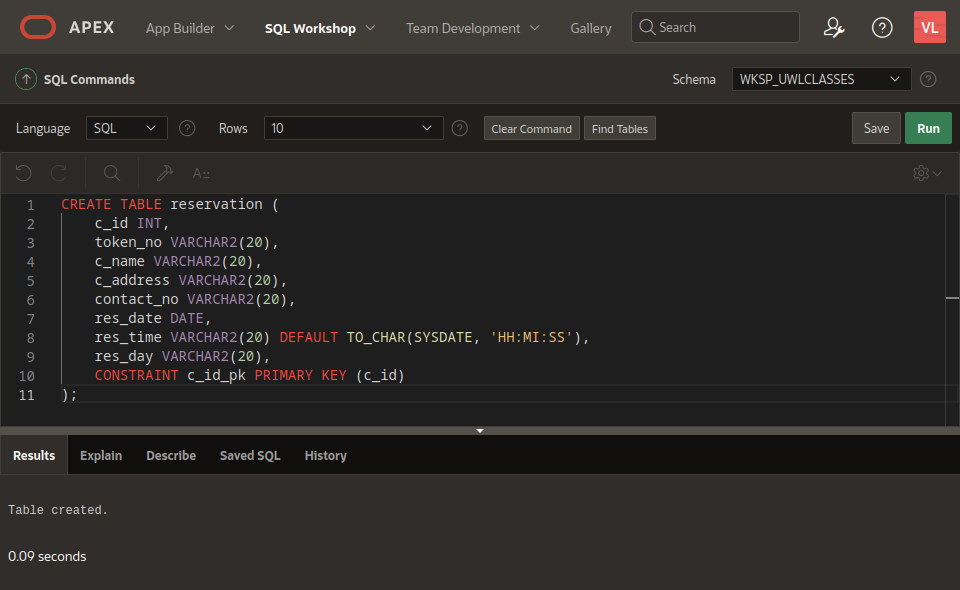 APEX App Builder SQL Workshop Team Development Gallery Search VL
SQL Commands Schema WKSP_UWLCLASSES
Language SQL Rows 10 Clear Command Find Tables Save Run
A::
1 CREATE TABLE reservation (
2 c_id INT,
3 token_no VARCHAR2(20),
4 c_name VARCHAR2(20),
5 c_address VARCHAR2(20),
6 contact_no VARCHAR2(20),
7 res_date DATE,
8 res_time VARCHAR2(20) DEFAULT TO_CHAR(SYSDATE, 'HH:MI:SS'),
9 res_day VARCHAR2(20),
10 CONSTRAINT c_id_pk PRIMARY KEY (c_id)
11 );
Results Explain Describe Saved SQL History
Table created.
0.09 seconds